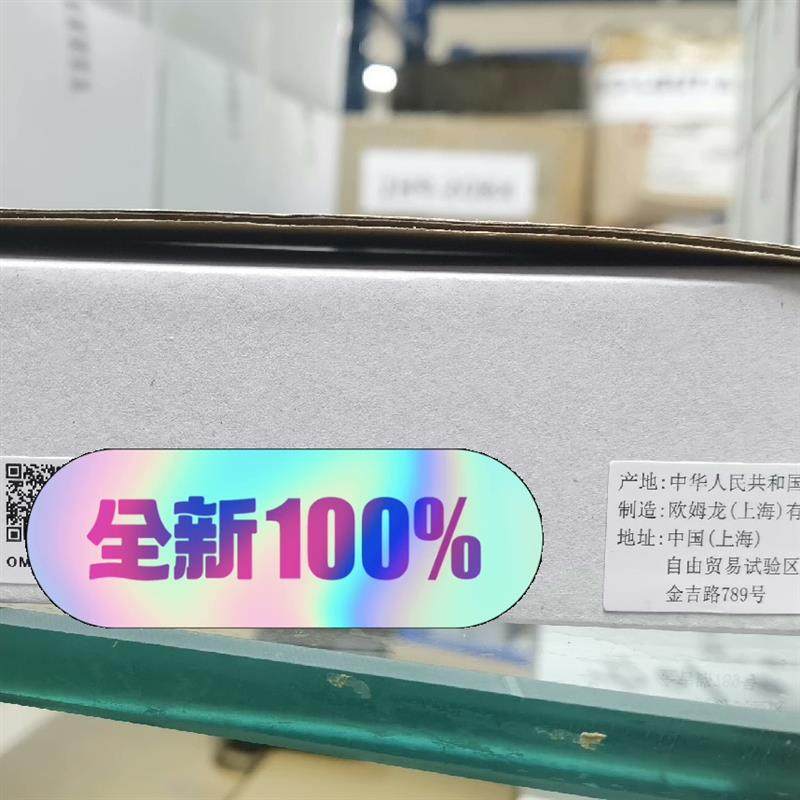 全新100%
OM
产地:中华人民共和国
制造:欧姆龙(上海)有
地址:中国(上海)
自由贸易试验区
金吉路789号